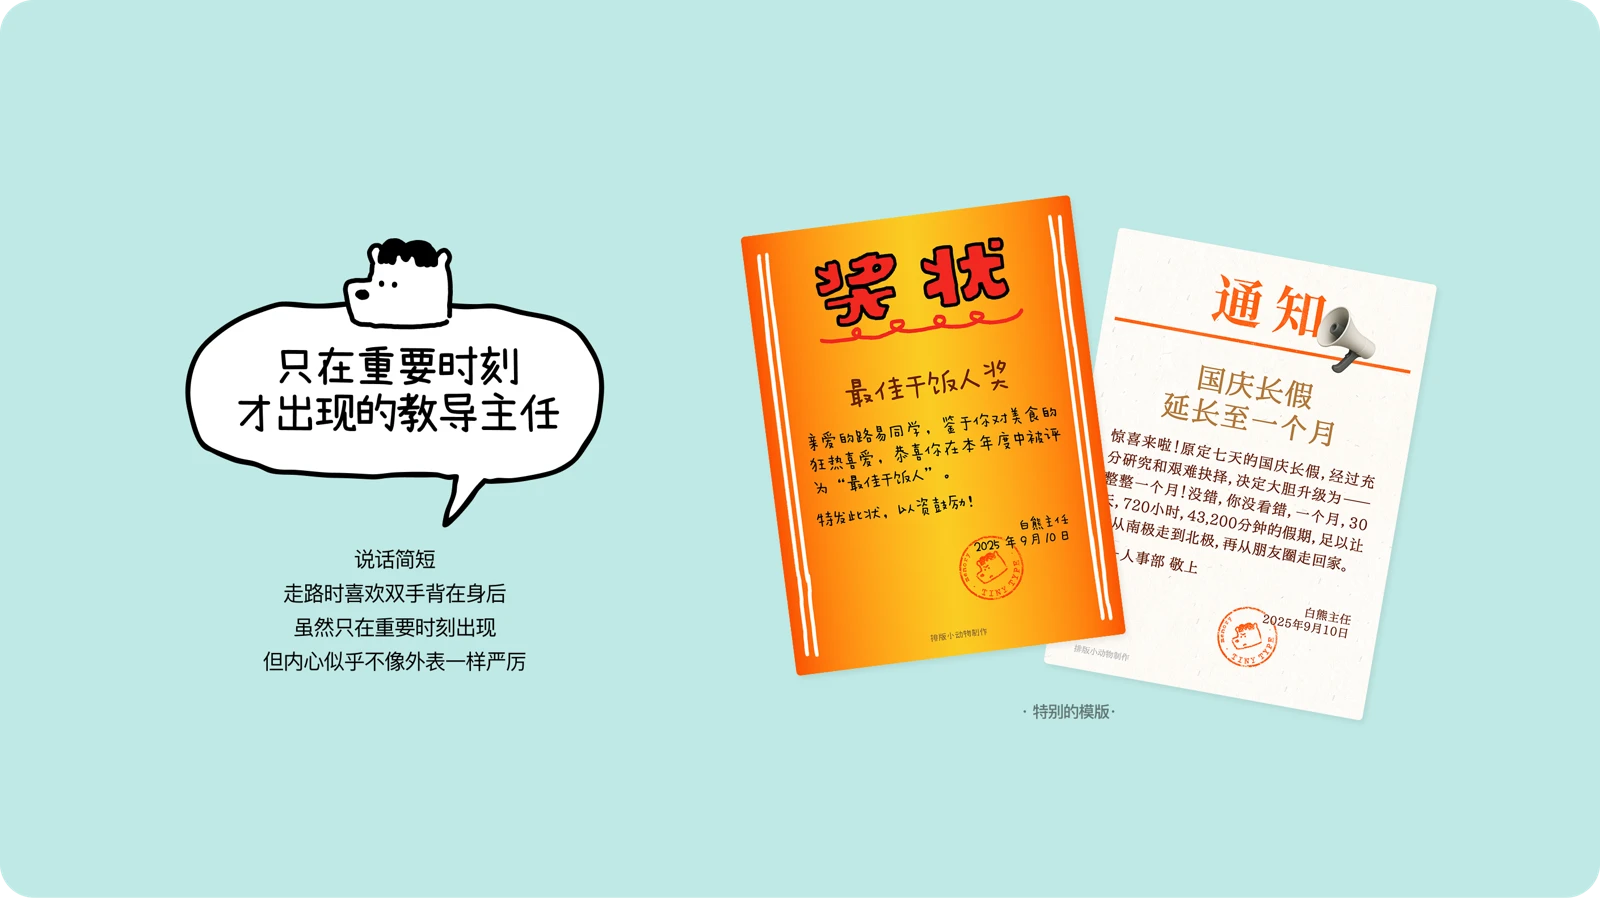 只在重要时刻
才出现的教导主任
说话简短
走路时喜欢双手背在身后
虽然只在重要时刻出现
但内心似乎不像外表一样严厉
奖状
最佳干饭人奖
亲爱的路易同学，鉴于你对美食的
狂热喜爱，恭喜你在本年度中被评
为“最佳干饭人”。
特发此状，以资鼓励！
白熊主任
2025年9月10日
memory
TINY TYPE
排版小动物制作
通知
国庆长假
延长至一个月
惊喜来啦！原定七天的国庆长假，经过充
分研究和艰难抉择，决定大胆升级为——
整整一个月！没错，你没看错，一个月，30
天，720小时，43,200分钟的假期，足以让
从南极走到北极，再从朋友圈走回家。
人事部 敬上
白熊主任
2025年9月10日
memory
TINY TYPE
排版小动物制作
· 特别的模版·